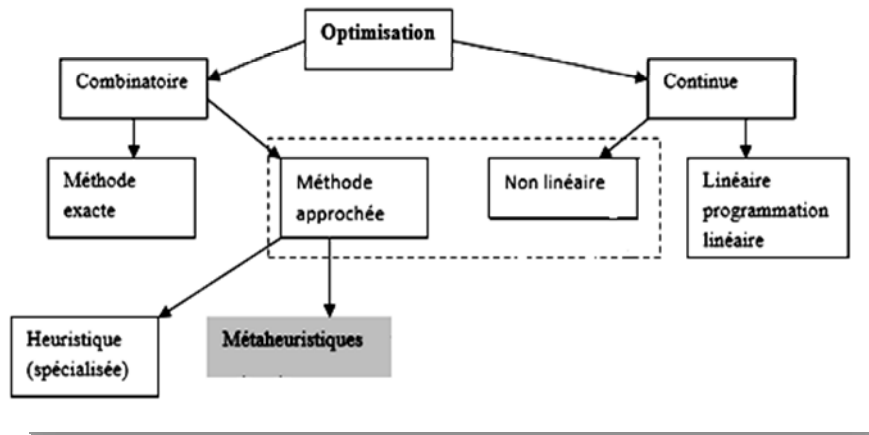 Optimisation
Combinatoire
Continue
Méthode
exacte
Méthode
approchée
Non linéaire
Linéaire
programmation
linéaire
Heuristique
(spécialisée)
Métaheuristiques